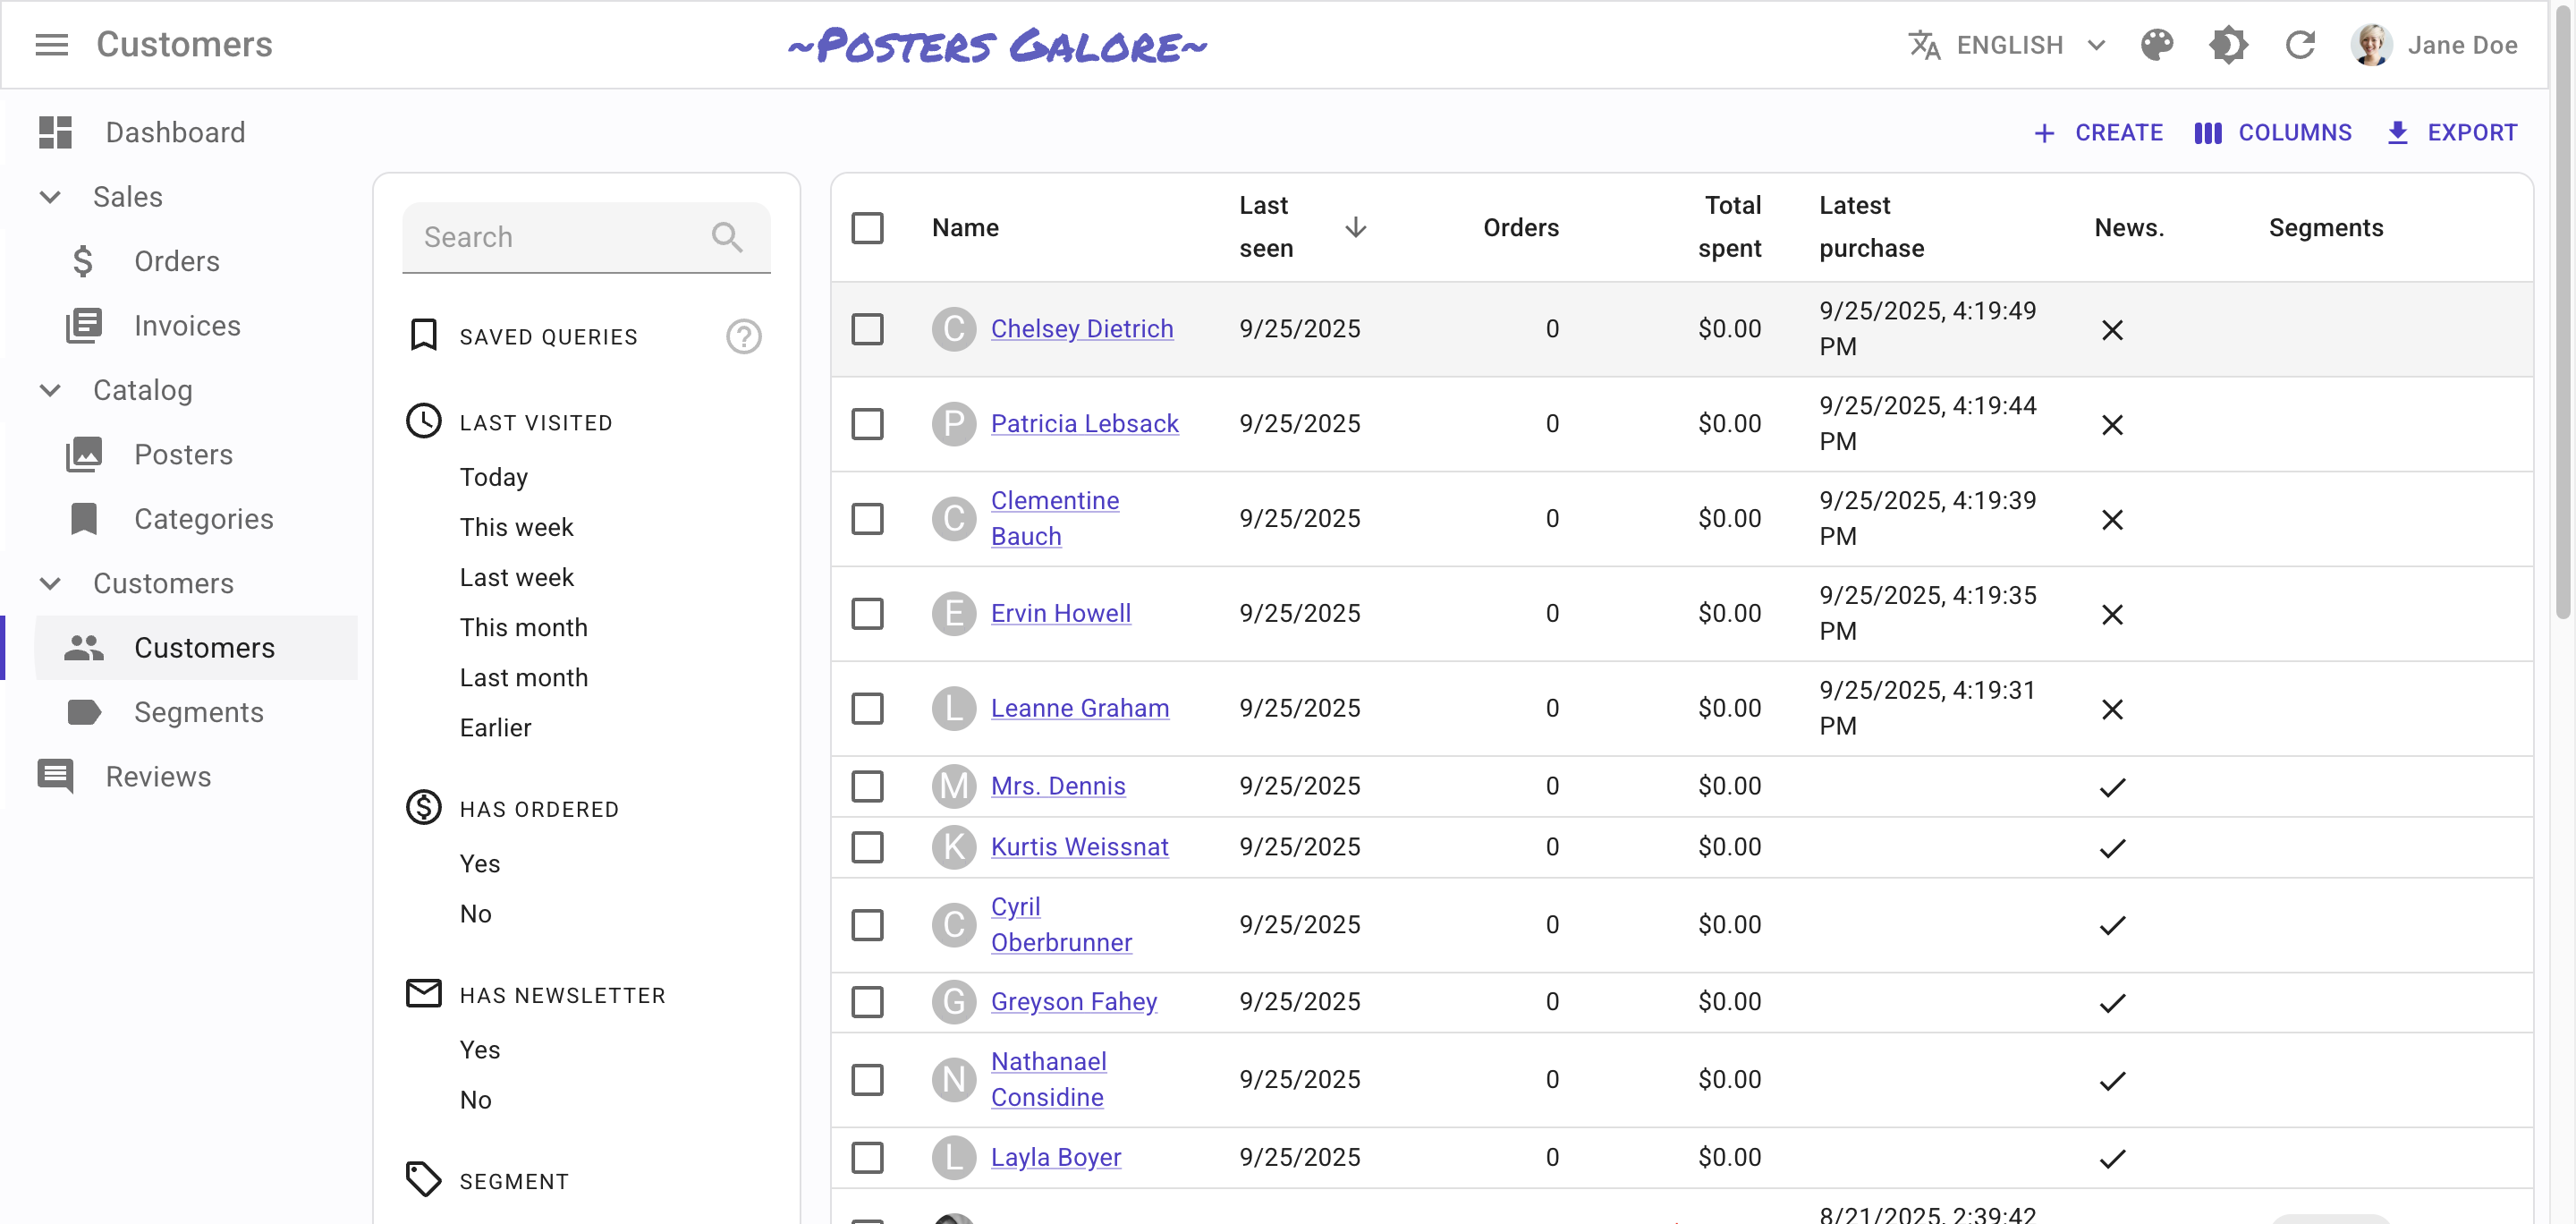 Customers
~Posters Galore~
ENGLISH
Jane Doe
Dashboard
Sales
Orders
Invoices
Catalog
Posters
Categories
Customers
Customers
Segments
Reviews
CREATE
COLUMNS
EXPORT
Search
SAVED QUERIES
?
LAST VISITED
Today
This week
Last week
This month
Last month
Earlier
HAS ORDERED
Yes
No
HAS NEWSLETTER
Yes
No
SEGMENT
Name
Last
seen
Orders
Total
spent
Latest
purchase
News.
Segments
C Chelsey Dietrich 9/25/2025 0 $0.00 9/25/2025, 4:19:49
PM
P Patricia Lebsack 9/25/2025 0 $0.00 9/25/2025, 4:19:44
PM
C Clementine
Bauch 9/25/2025 0 $0.00 9/25/2025, 4:19:39
PM
E Ervin Howell 9/25/2025 0 $0.00 9/25/2025, 4:19:35
PM
L Leanne Graham 9/25/2025 0 $0.00 9/25/2025, 4:19:31
PM
M Mrs. Dennis 9/25/2025 0 $0.00
K Kurtis Weissnat 9/25/2025 0 $0.00
C Cyril
Oberbrunner 9/25/2025 0 $0.00
G Greyson Fahey 9/25/2025 0 $0.00
N Nathanael
Considine 9/25/2025 0 $0.00
L Layla Boyer 9/25/2025 0 $0.00
8/21/2025, 2:39:42